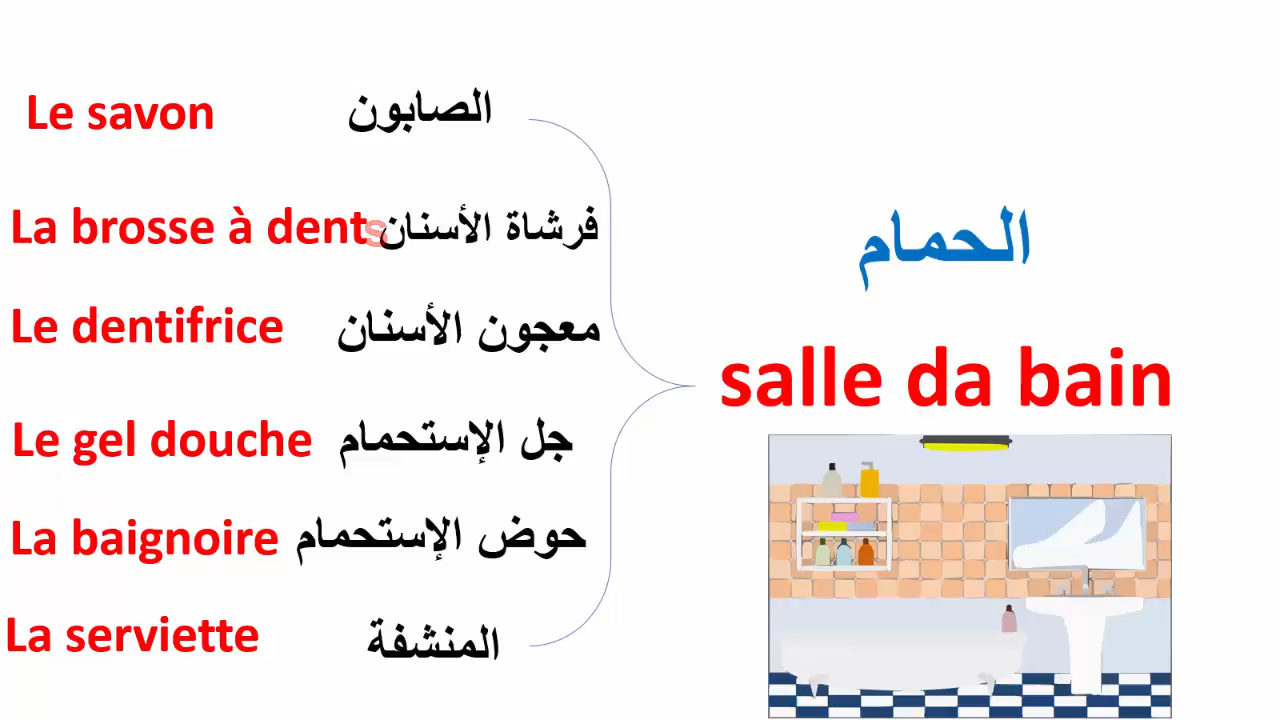 Le savon الصابون
La brosse à dents فرشاة الأسنان
Le dentifrice معجون الأسنان
Le gel douche جل الإستحمام
La baignoire حوض الإستحمام
La serviette المنشفة
الحمام
salle da bain